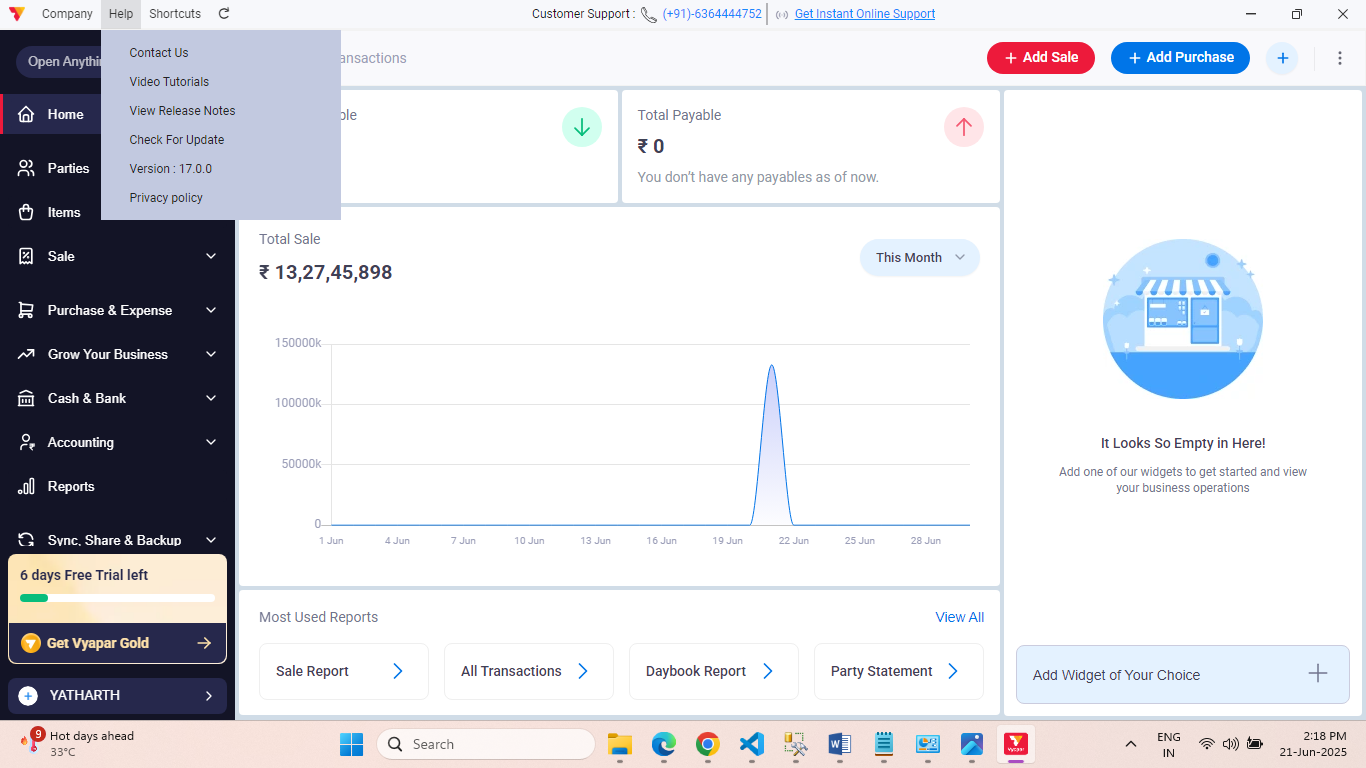 Company Help Shortcuts
Customer Support : (+91)-6364444752 Get Instant Online Support
Contact Us
Video Tutorials
View Release Notes
Check For Update
Version : 17.0.0
Privacy policy
Add Sale
Add Purchase
Home
Parties
Items
Sale
Purchase & Expense
Grow Your Business
Cash & Bank
Accounting
Reports
Sync, Share & Backup
6 days Free Trial left
Get Vyapar Gold
YATHARTH
Total Payable
₹ 0
You don't have any payables as of now.
Total Sale
₹ 13,27,45,898
This Month
150000k
100000k
50000k
0
1 Jun 4 Jun 7 Jun 10 Jun 13 Jun 16 Jun 19 Jun 22 Jun 25 Jun 28 Jun
Most Used Reports
View All
Sale Report
All Transactions
Daybook Report
Party Statement
It Looks So Empty in Here!
Add one of our widgets to get started and view
your business operations
Add Widget of Your Choice
9
Hot days ahead
33°C
Search
Vyapar
ENG
IN
2:18 PM
21-Jun-2025